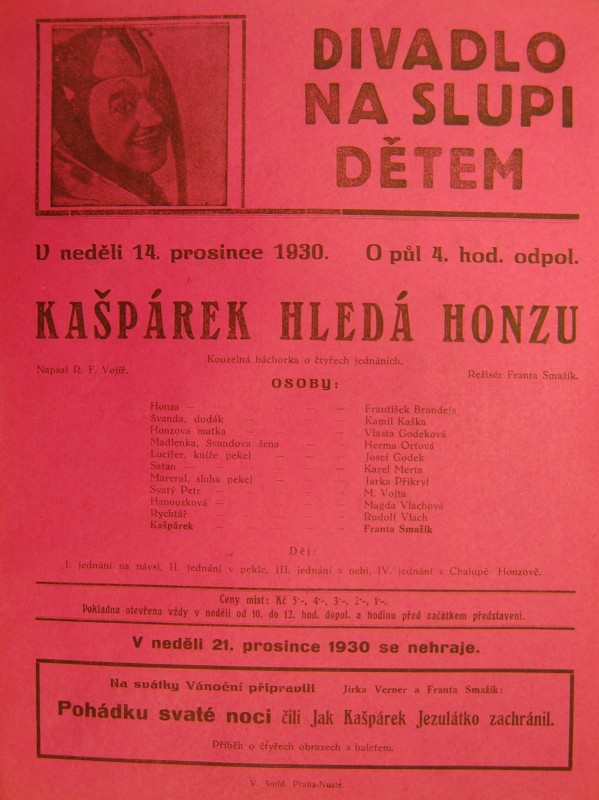 DIVADLO
NA SLUPI
DĚTEM
V neděli 14. prosince 1930. O půl 4. hod. odpol.
KAŠPÁREK HLEDÁ HONZU
Kouzelná báchorka o čtyřech jednáních.
Napsal R. F. Vojíř. Režisér Franta Smažík.
OSOBY:
Honza — — — — — František Brandejs
Švanda, dudák — — — — Kamil Kaška
Honzova matka — — — — Vlasta Godeková
Madlenka, Švandova žena — — — Herma Ortová
Lucifer, kníže pekel — — — Josef Godek
Satan — — — — — Karel Merta
Marcral, sluha pekel — — — Jarka Přikryl
Svatý Petr — — — — M. Vojta
Hanouzková — — — — Magda Vlachová
Rychtář — — — — Rudolf Vlach
Kašpárek — — — — Franta Smažík
Děj:
I. jednání na návsi, II. jednání v pekle, III. jednání v nebi, IV. jednání v Chalupě Honzově.
Ceny míst: Kč 5·–, 4·–, 3·–, 2·–, 1·–.
Pokladna otevřena vždy v neděli od 10. do 12. hod. dopol. a hodinu před začátkem představení.
V neděli 21. prosince 1930 se nehraje.
Na svátky Vánoční připravili Jirka Verner a Franta Smažík:
Pohádku svaté noci čili Jak Kašpárek Jezulátko zachránil.
Příběh o čtyřech obrazech s baletem.
V. Praha-Nusle.